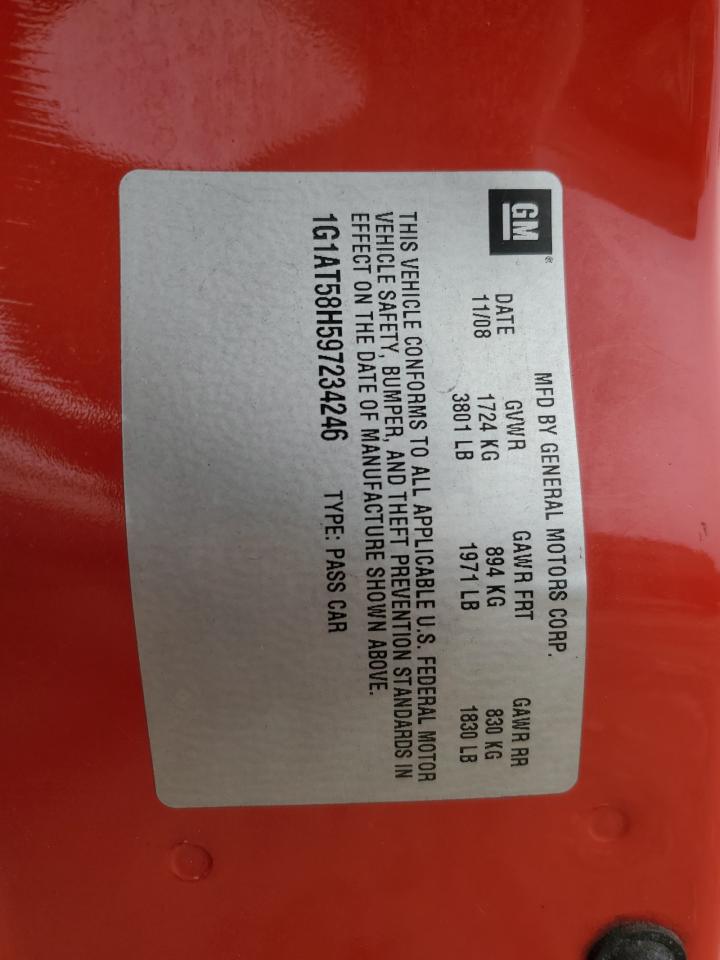 GM®
MFD BY GENERAL MOTORS CORP.
DATE GVWR GAWR FRT GAWR RR
11/08 1724 KG 894 KG 830 KG
3801 LB 1971 LB 1830 LB
THIS VEHICLE CONFORMS TO ALL APPLICABLE U.S. FEDERAL MOTOR
VEHICLE SAFETY, BUMPER, AND THEFT PREVENTION STANDARDS IN
EFFECT ON THE DATE OF MANUFACTURE SHOWN ABOVE.
1G1AT58H597234246 TYPE: PASS CAR